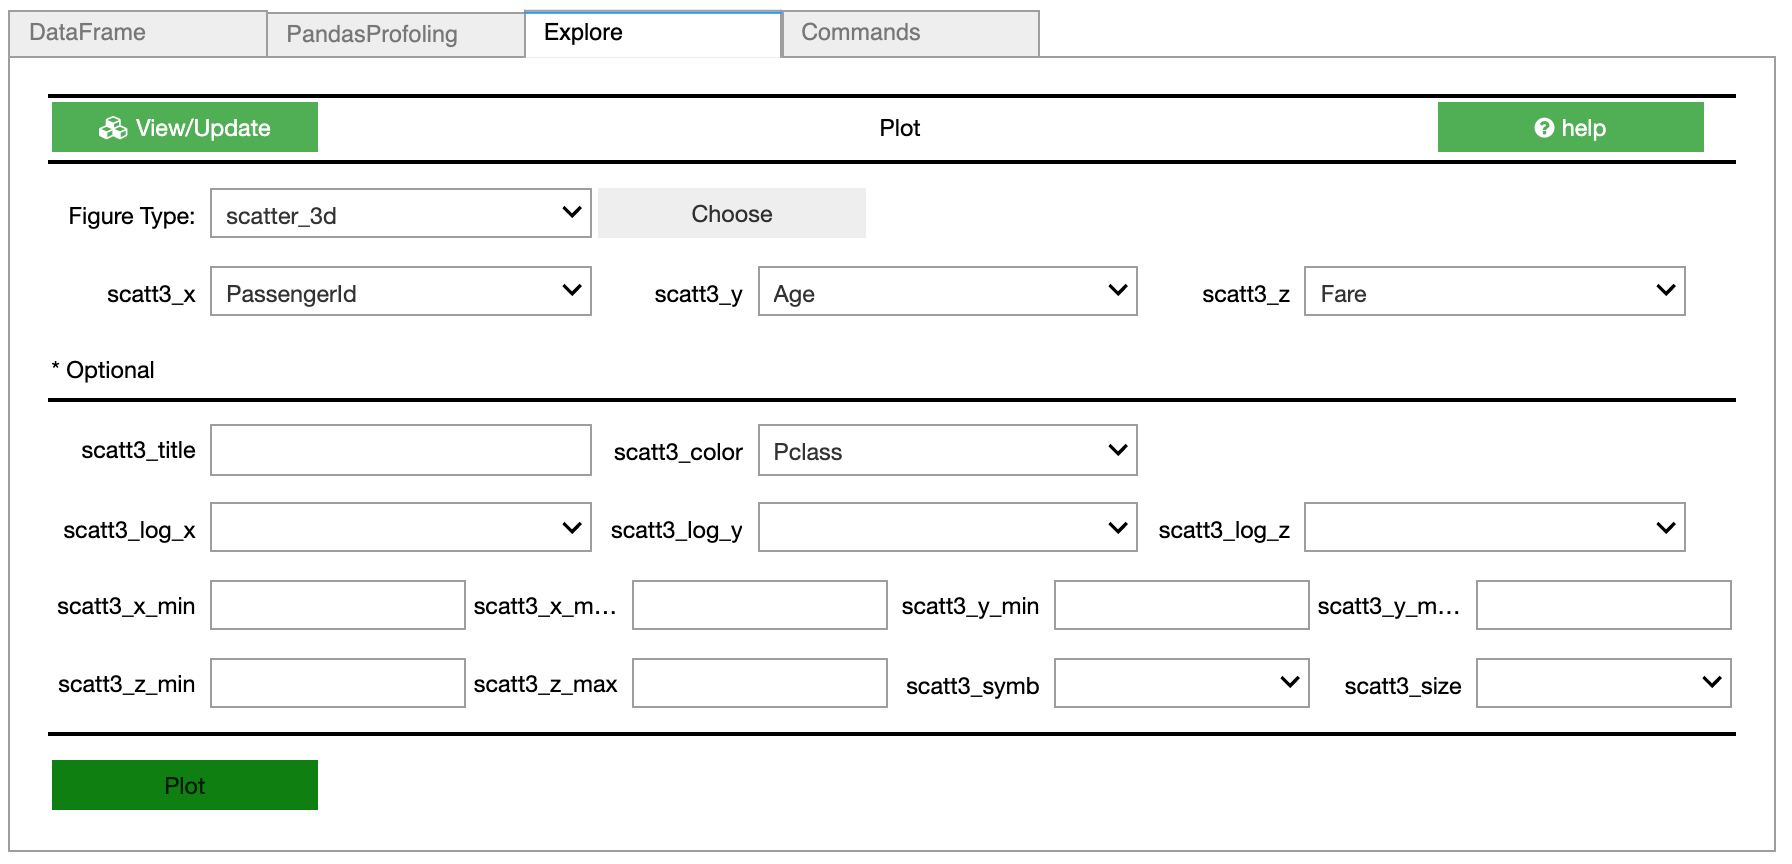 DataFrame PandasProfoling Explore Commands
View/Update Plot help
Figure Type: scatter_3d Choose
scatt3_x PassengerId scatt3_y Age scatt3_z Fare
* Optional
scatt3_title scatt3_color Pclass
scatt3_log_x scatt3_log_y scatt3_log_z
scatt3_x_min scatt3_x_m... scatt3_y_min scatt3_y_m...
scatt3_z_min scatt3_z_max scatt3_symb scatt3_size
Plot